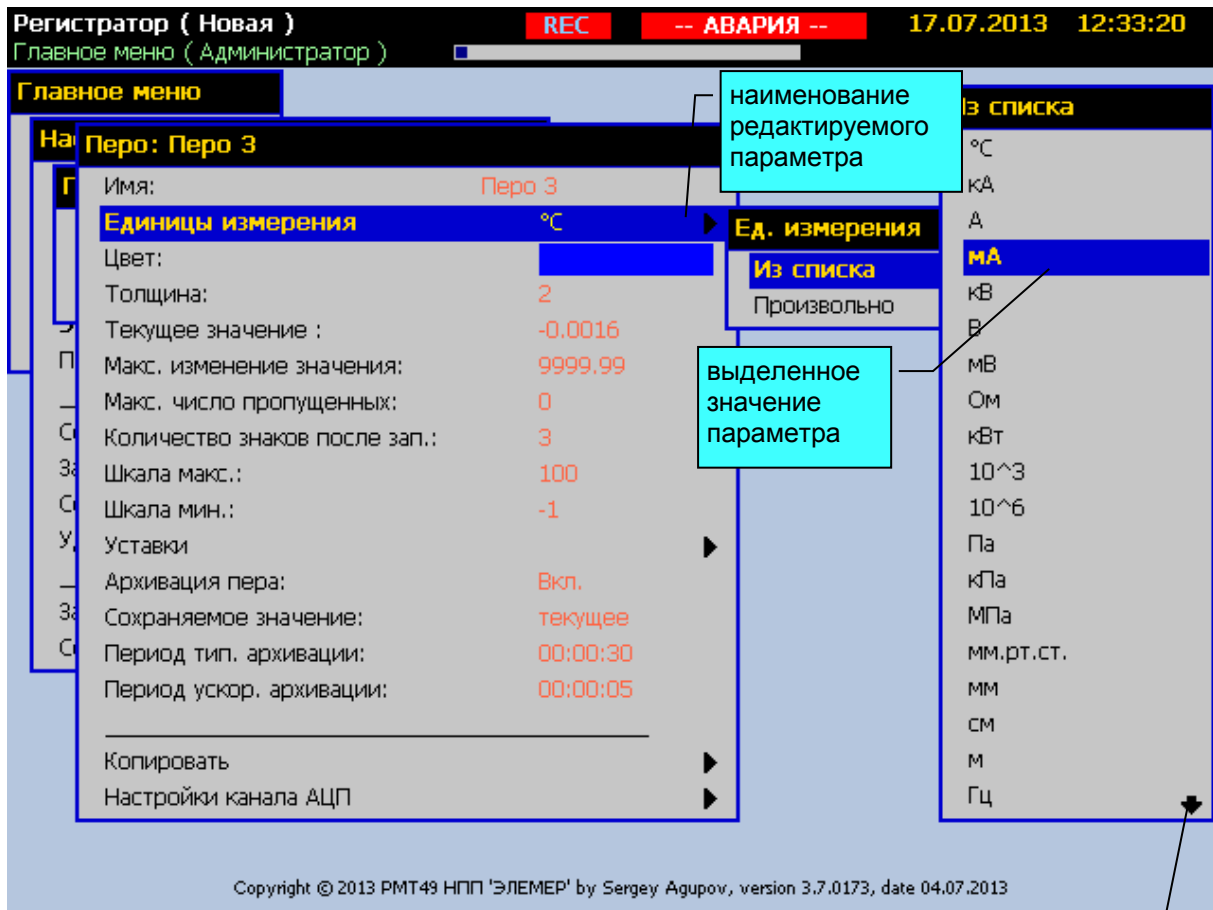 Регистратор ( Новая )
REC
-- АВАРИЯ --
17.07.2013 12:33:20
Главное меню ( Администратор )
Главное меню
Перо: Перо 3
Имя: Перо 3
Единицы измерения °C
Цвет:
Толщина: 2
Текущее значение : -0.0016
Макс. изменение значения: 9999.99
Макс. число пропущенных: 0
Количество знаков после зап.: 3
Шкала макс.: 100
Шкала мин.: -1
Уставки
Архивация пера: Вкл.
Сохраняемое значение: текущее
Период тип. архивации: 00:00:30
Период ускор. архивации: 00:00:05
Копировать
Настройки канала АЦП
наименование
редактируемого
параметра
Ед. измерения
Из списка
Произвольно
выделенное
значение
параметра
Из списка
°C
кА
А
мА
кВ
В
мВ
Ом
кВт
10^3
10^6
Па
кПа
МПа
мм.рт.ст.
мм
см
м
Гц
Copyright © 2013 РМТ49 НПП 'ЭЛЕМЕР' by Sergey Agupov, version 3.7.0173, date 04.07.2013